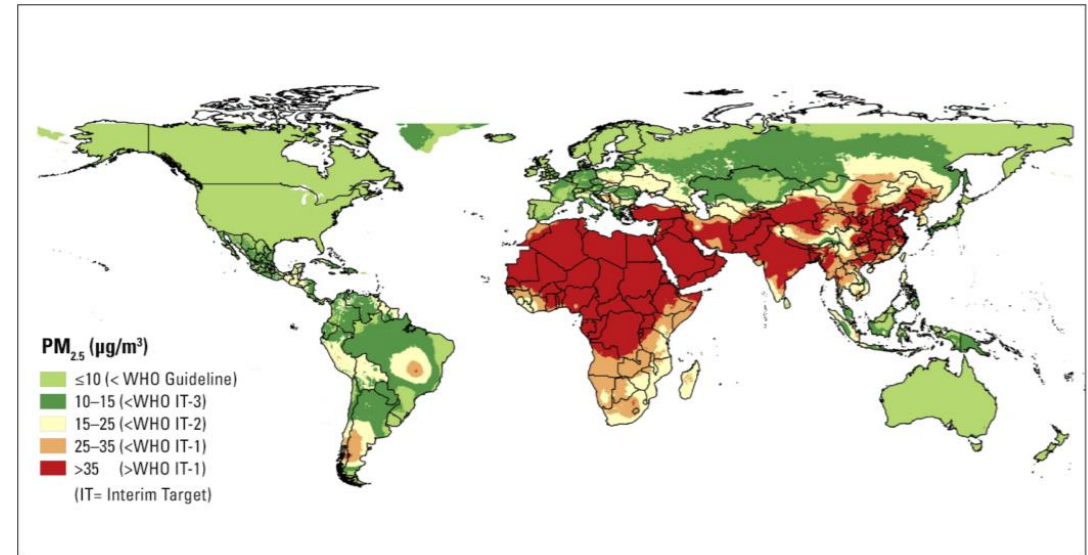 PM2.5 (µg/m³)
≤10 (< WHO Guideline)
10–15 (<WHO IT-3)
15–25 (<WHO IT-2)
25–35 (<WHO IT-1)
>35 (>WHO IT-1)
(IT= Interim Target)